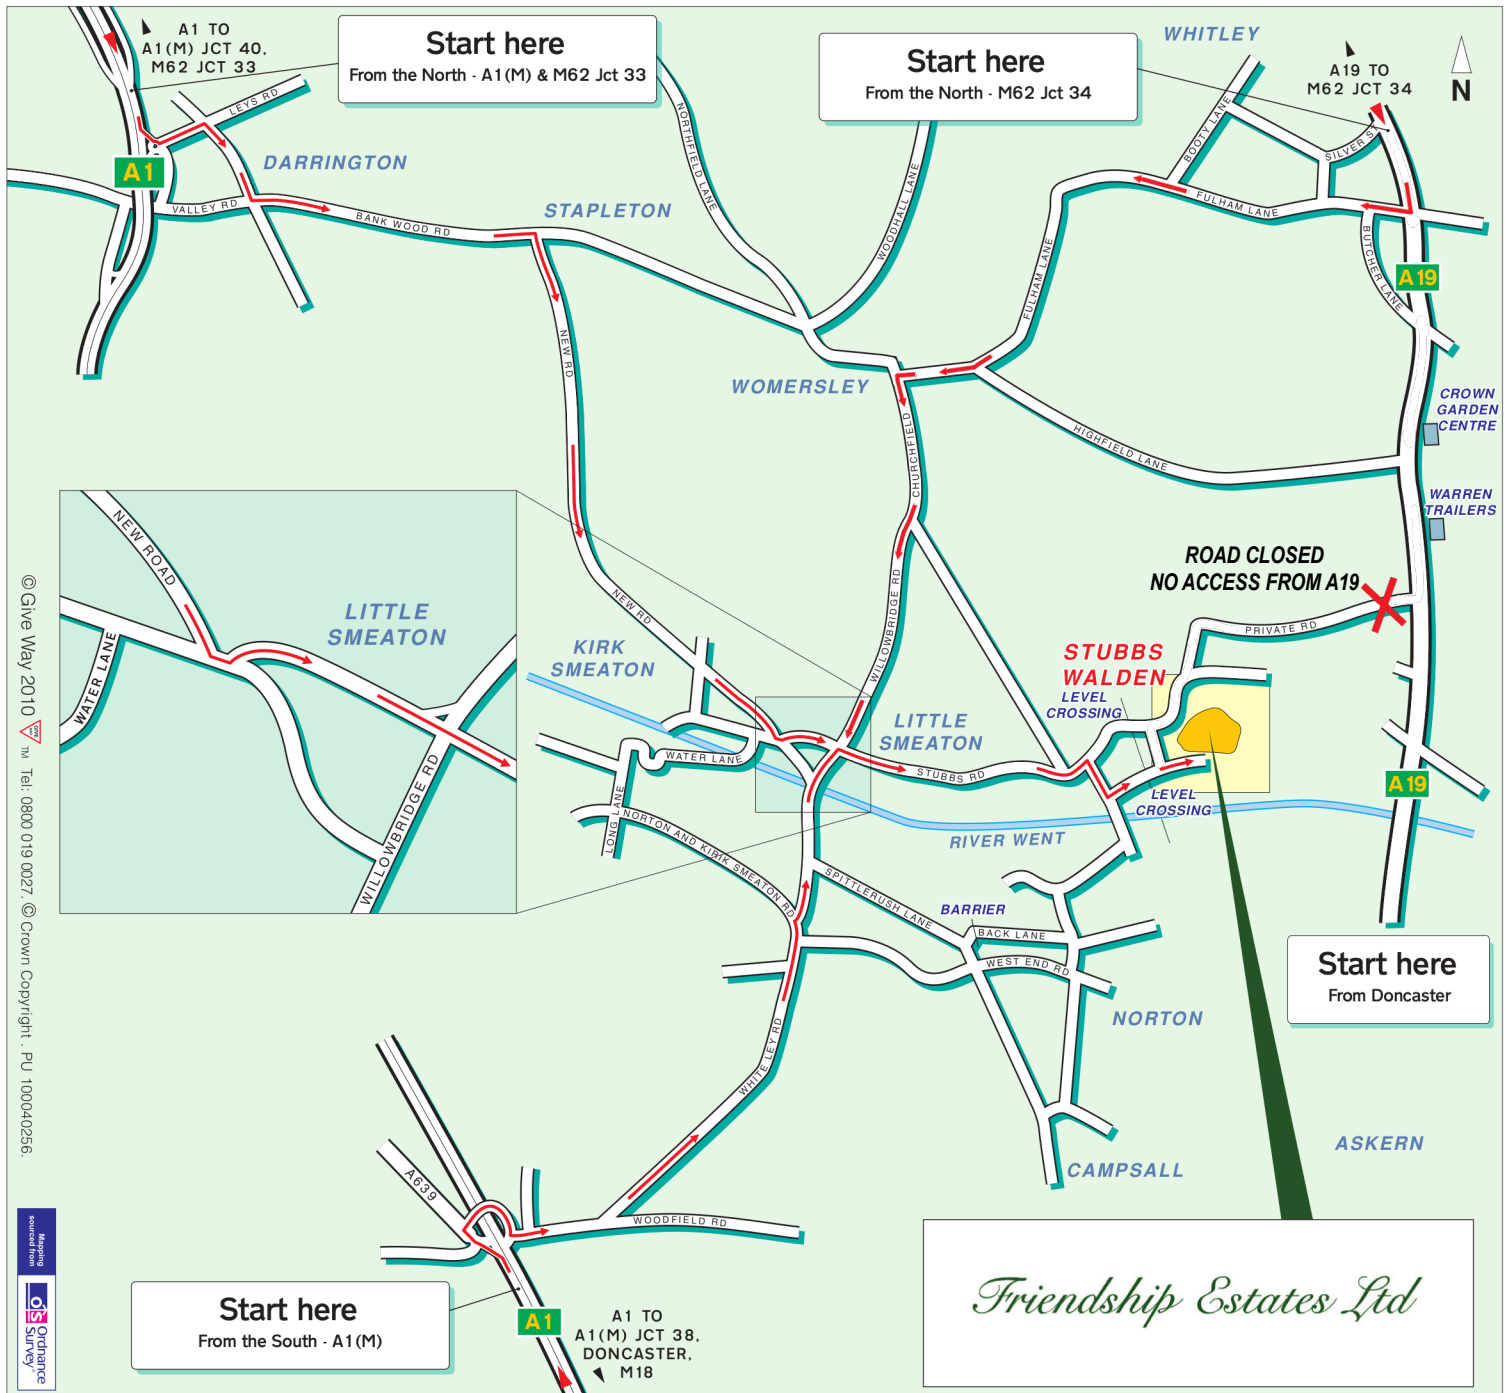 A1 TO
A1(M) JCT 40,
M62 JCT 33
Start here
From the North - A1(M) & M62 Jct 33
Start here
From the North - M62 Jct 34
WHITLEY
A19 TO
M62 JCT 34
N
LEYS RD
A1
DARRINGTON
VALLEY RD
BANK WOOD RD
STAPLETON
NORTHFIELD LANE
WOODHALL LANE
BOOTY LANE
SILVER ST
FULHAM LANE
FULHAM LANE
BUTCHER LANE
A19
NEW RD
WOMERSLEY
CHURCHFIELD
HIGHFIELD LANE
CROWN
GARDEN
CENTRE
WARREN
TRAILERS
ROAD CLOSED
NO ACCESS FROM A19
PRIVATE RD
NEW ROAD
LITTLE
SMEATON
WATER LANE
WILLOWBRIDGE RD
NEW RD
KIRK
SMEATON
WILLOWBRIDGE RD
STUBBS
WALDEN
LEVEL
CROSSING
LITTLE
SMEATON
WATER LANE
STUBBS RD
LONG LANE
NORTON AND KIRK SMEATON RD
LEVEL
CROSSING
RIVER WENT
A19
SPITTLERUSH LANE
BARRIER
BACK LANE
WEST END RD
NORTON
Start here
From Doncaster
WHITE LEY RD
ASKERN
CAMPSALL
A639
WOODFIELD RD
Start here
From the South - A1(M)
A1
A1 TO
A1(M) JCT 38,
DONCASTER,
M18
Friendship Estates Ltd
©Give Way 2010 GIVE WAY ™ Tel: 0800 019 0027. © Crown Copyright . PU 100040256.
Mapping
sourced from
OS Ordnance
Survey®